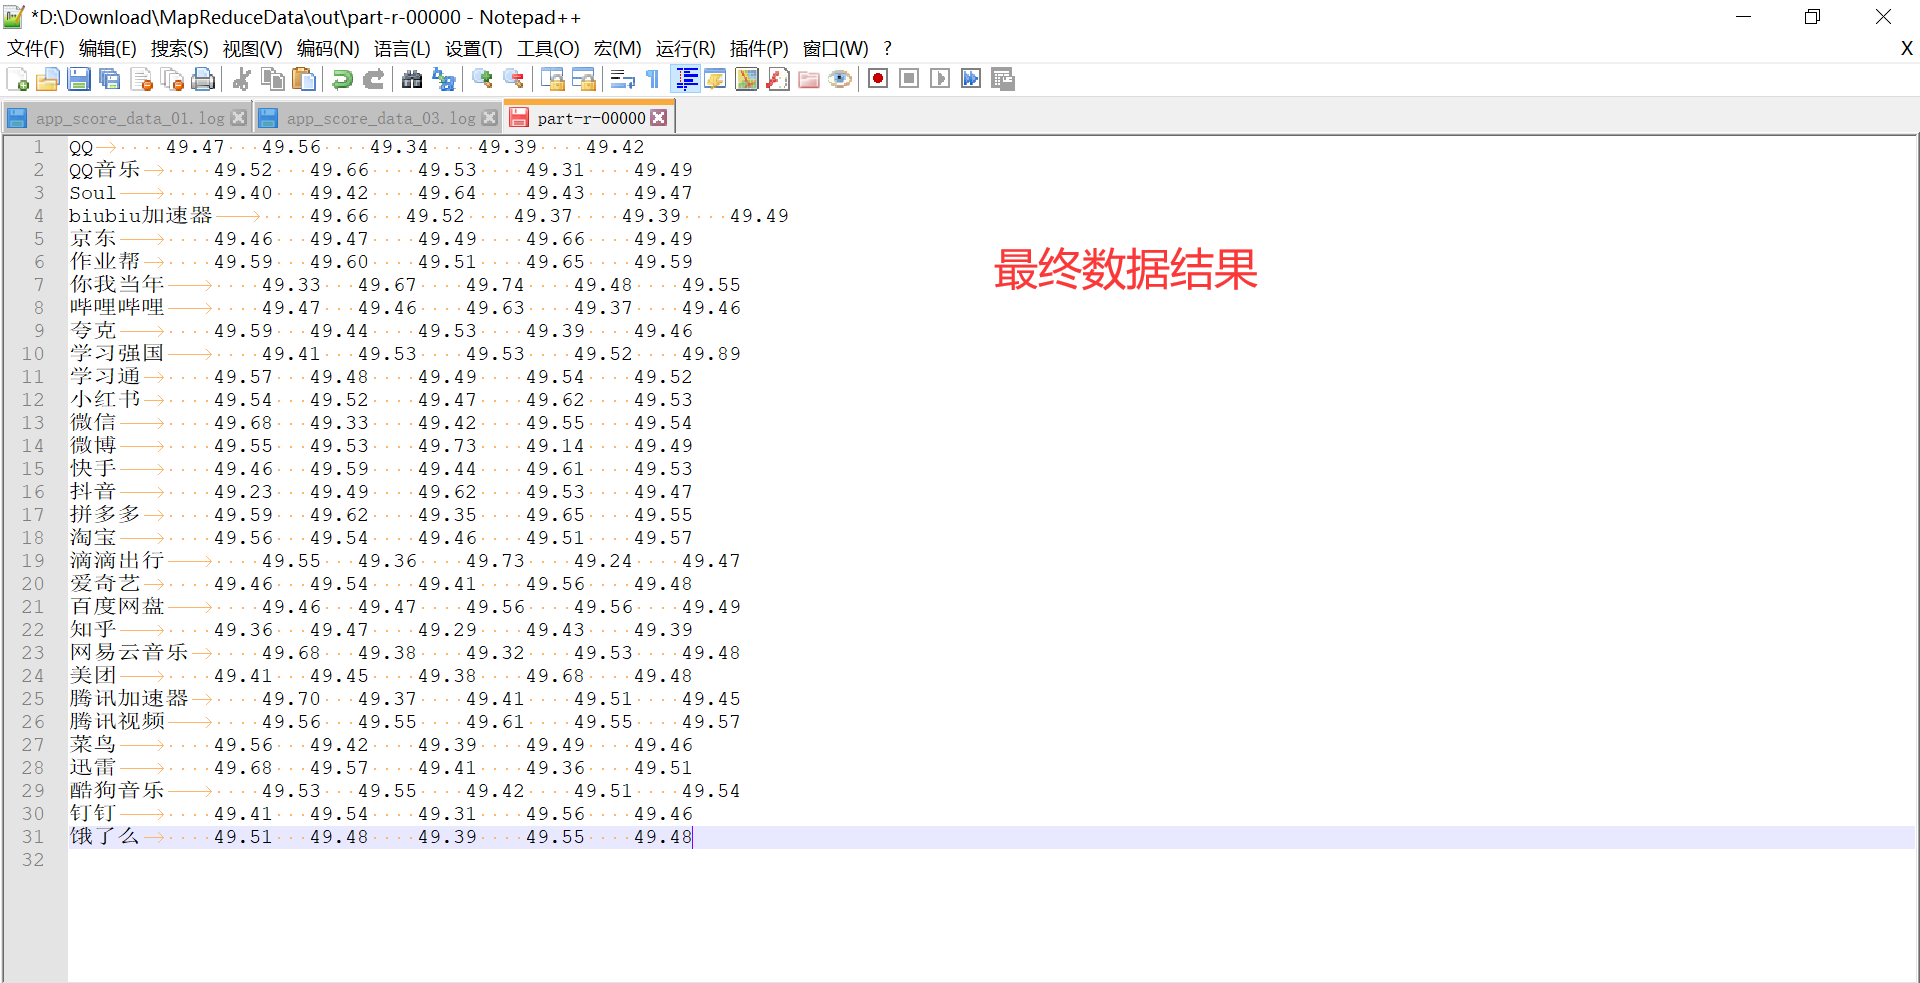 *D:\Download\MapReduceData\out\part-r-00000 - Notepad++
文件(F) 编辑(E) 搜索(S) 视图(V) 编码(N) 语言(L) 设置(T) 工具(O) 宏(M) 运行(R) 插件(P) 窗口(W) ? X
app_score_data_01.log app_score_data_03.log part-r-00000
1 QQ 49.47 49.56 49.34 49.39 49.42
2 QQ音乐 49.52 49.66 49.53 49.31 49.49
3 Soul 49.40 49.42 49.64 49.43 49.47
4 biubiu加速器 49.66 49.52 49.37 49.39 49.49
5 京东 49.46 49.47 49.49 49.66 49.49
6 作业帮 49.59 49.60 49.51 49.65 49.59
最终数据结果
7 你我当年 49.33 49.67 49.74 49.48 49.55
8 哔哩哔哩 49.47 49.46 49.63 49.37 49.46
9 夸克 49.59 49.44 49.53 49.39 49.46
10 学习强国 49.41 49.53 49.53 49.52 49.89
11 学习通 49.57 49.48 49.49 49.54 49.52
12 小红书 49.54 49.52 49.47 49.62 49.53
13 微信 49.68 49.33 49.42 49.55 49.54
14 微博 49.55 49.53 49.73 49.14 49.49
15 快手 49.46 49.59 49.44 49.61 49.53
16 抖音 49.23 49.49 49.62 49.53 49.47
17 拼多多 49.59 49.62 49.35 49.65 49.55
18 淘宝 49.56 49.54 49.46 49.51 49.57
19 滴滴出行 49.55 49.36 49.73 49.24 49.47
20 爱奇艺 49.46 49.54 49.41 49.56 49.48
21 百度网盘 49.46 49.47 49.56 49.56 49.49
22 知乎 49.36 49.47 49.29 49.43 49.39
23 网易云音乐 49.68 49.38 49.32 49.53 49.48
24 美团 49.41 49.45 49.38 49.68 49.48
25 腾讯加速器 49.70 49.37 49.41 49.51 49.45
26 腾讯视频 49.56 49.55 49.61 49.55 49.57
27 菜鸟 49.56 49.42 49.39 49.49 49.46
28 迅雷 49.68 49.57 49.41 49.36 49.51
29 酷狗音乐 49.53 49.55 49.42 49.51 49.54
30 钉钉 49.41 49.54 49.31 49.56 49.46
31 饿了么 49.51 49.48 49.39 49.55 49.48
32